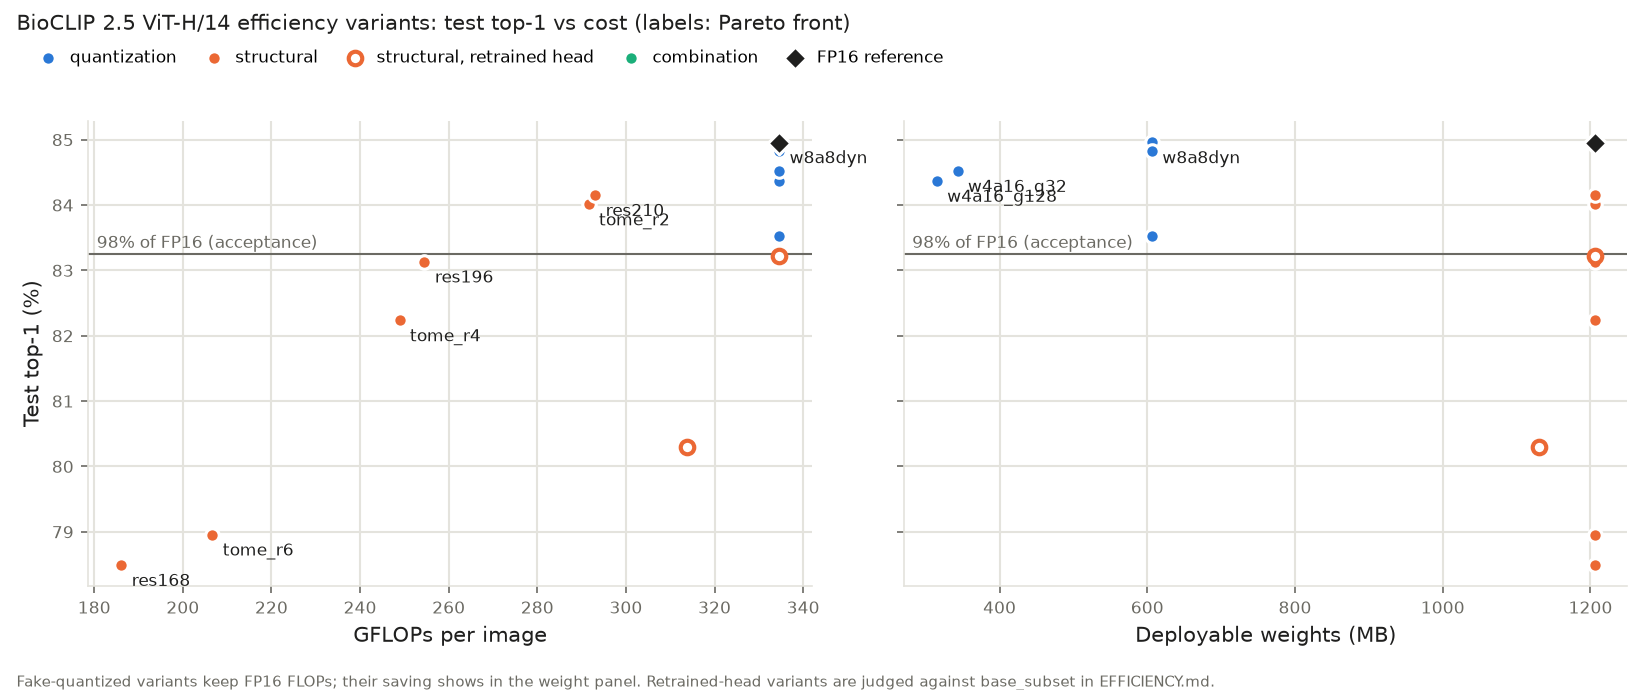 BioCLIP 2.5 ViT-H/14 efficiency variants: test top-1 vs cost (labels: Pareto front)
quantization structural structural, retrained head combination FP16 reference
Test top-1 (%)
85
84
83
82
81
80
79
w8a8dyn
res210
tome_r2
98% of FP16 (acceptance)
res196
tome_r4
tome_r6
res168
180 200 220 240 260 280 300 320 340
GFLOPs per image
w8a8dyn
w4a16_g32
w4a16_g128
98% of FP16 (acceptance)
400 600 800 1000 1200
Deployable weights (MB)
Fake-quantized variants keep FP16 FLOPs; their saving shows in the weight panel. Retrained-head variants are judged against base_subset in EFFICIENCY.md.